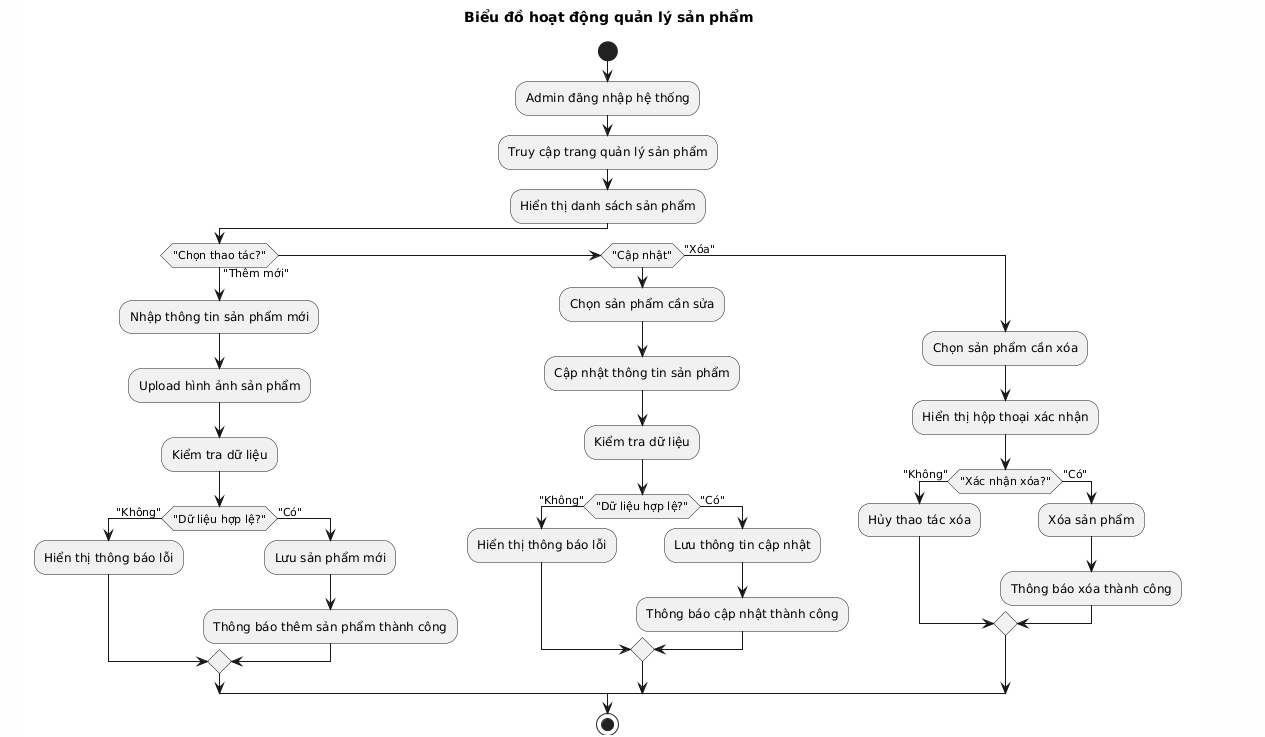 Biểu đồ hoạt động quản lý sản phẩm
Admin đăng nhập hệ thống
Truy cập trang quản lý sản phẩm
Hiển thị danh sách sản phẩm
"Chọn thao tác?"
"Thêm mới"
Nhập thông tin sản phẩm mới
Upload hình ảnh sản phẩm
Kiểm tra dữ liệu
"Dữ liệu hợp lệ?"
"Không"
"Có"
Hiển thị thông báo lỗi
Lưu sản phẩm mới
Thông báo thêm sản phẩm thành công
"Cập nhật"
Chọn sản phẩm cần sửa
Cập nhật thông tin sản phẩm
Kiểm tra dữ liệu
"Dữ liệu hợp lệ?"
"Không"
"Có"
Hiển thị thông báo lỗi
Lưu thông tin cập nhật
Thông báo cập nhật thành công
"Xóa"
Chọn sản phẩm cần xóa
Hiển thị hộp thoại xác nhận
"Xác nhận xóa?"
"Không"
"Có"
Hủy thao tác xóa
Xóa sản phẩm
Thông báo xóa thành công